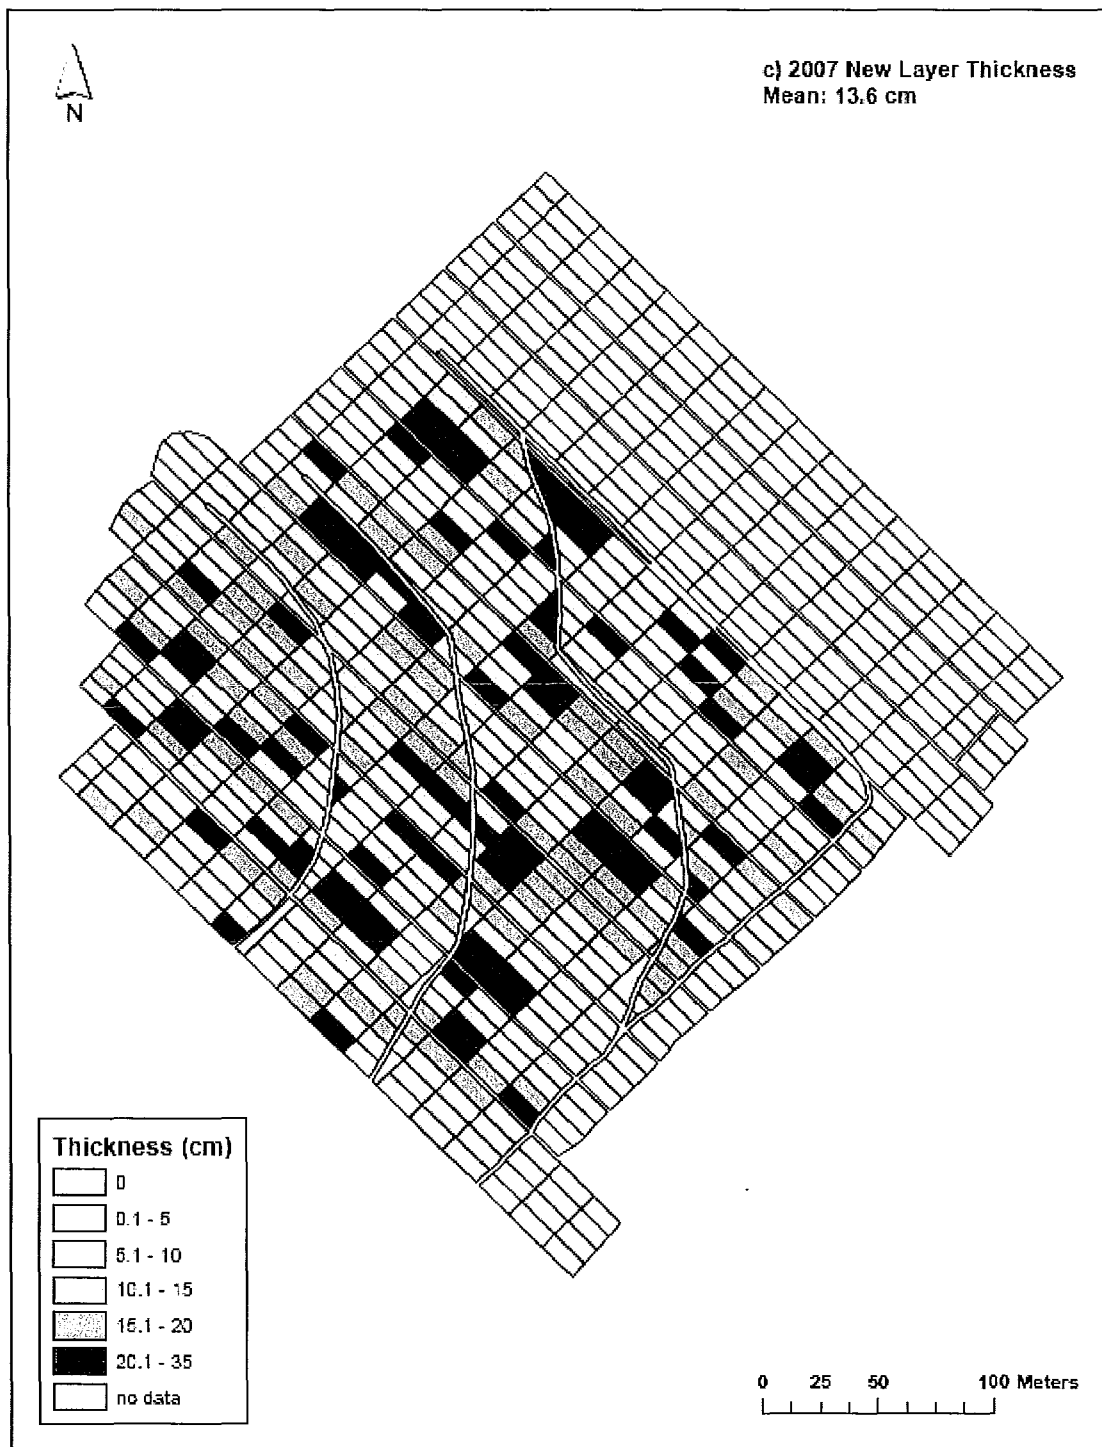 c) 2007 New Layer Thickness
Mean: 13.6 cm
N
Thickness (cm)
0
0.1 - 5
5.1 - 10
10.1 - 15
15.1 - 20
20.1 - 35
no data
0 25 50 100 Meters